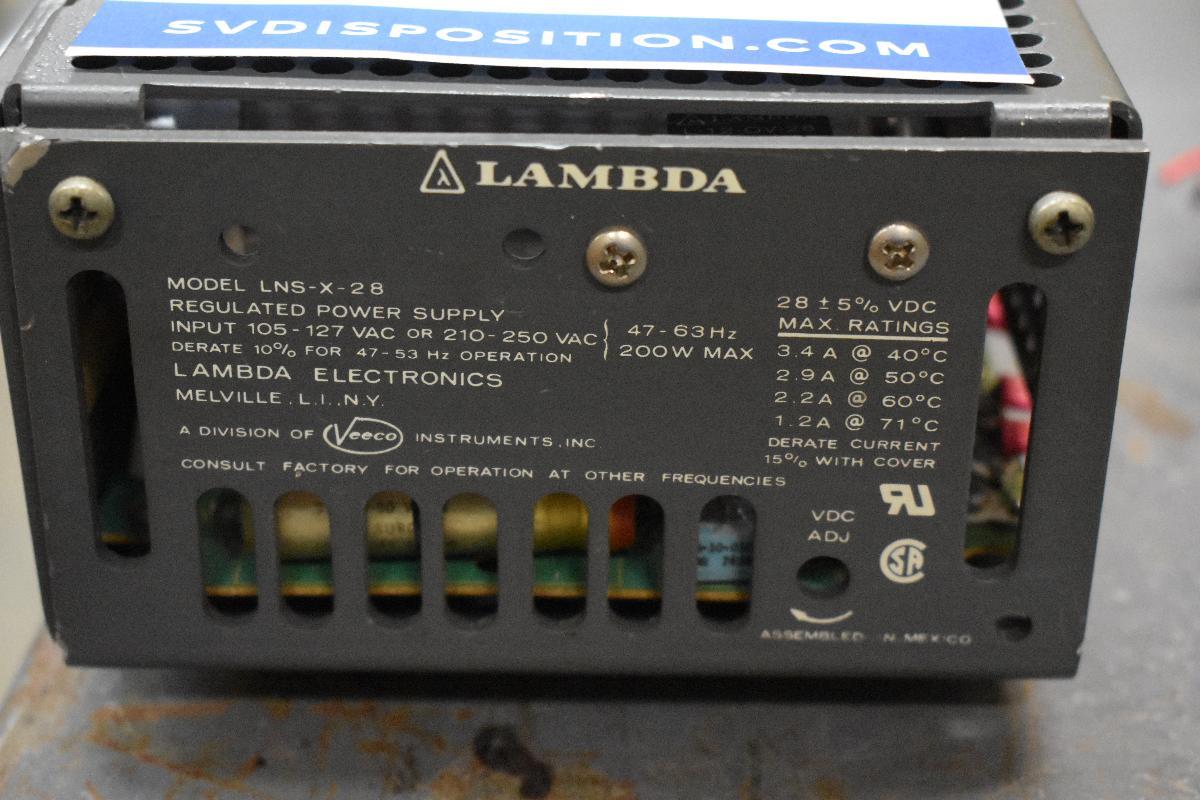 SVDISPOSITION.COM
λ LAMBDA
MODEL LNS-X-28
REGULATED POWER SUPPLY
INPUT 105-127 VAC OR 210-250 VAC
DERATE 10% FOR 47-53 Hz OPERATION
47-63Hz
200W MAX
LAMBDA ELECTRONICS
MELVILLE, L.I., N.Y.
A DIVISION OF Veeco INSTRUMENTS, INC
CONSULT FACTORY FOR OPERATION AT OTHER FREQUENCIES
28 ± 5% VDC
MAX. RATINGS
3.4 A @ 40°C
2.9 A @ 50°C
2.2 A @ 60°C
1.2 A @ 71°C
DERATE CURRENT
15% WITH COVER
VDC
ADJ
ASSEMBLED IN MEXICO